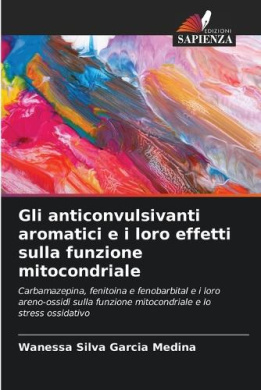 EDIZIONI
SAPIENZA
Gli anticonvulsivanti
aromatici e i loro effetti
sulla funzione
mitocondriale
Carbamazepina, fenitoina e fenobarbital e i loro
areno-ossidi sulla funzione mitocondriale e lo
stress ossidativo
Wanessa Silva Garcia Medina